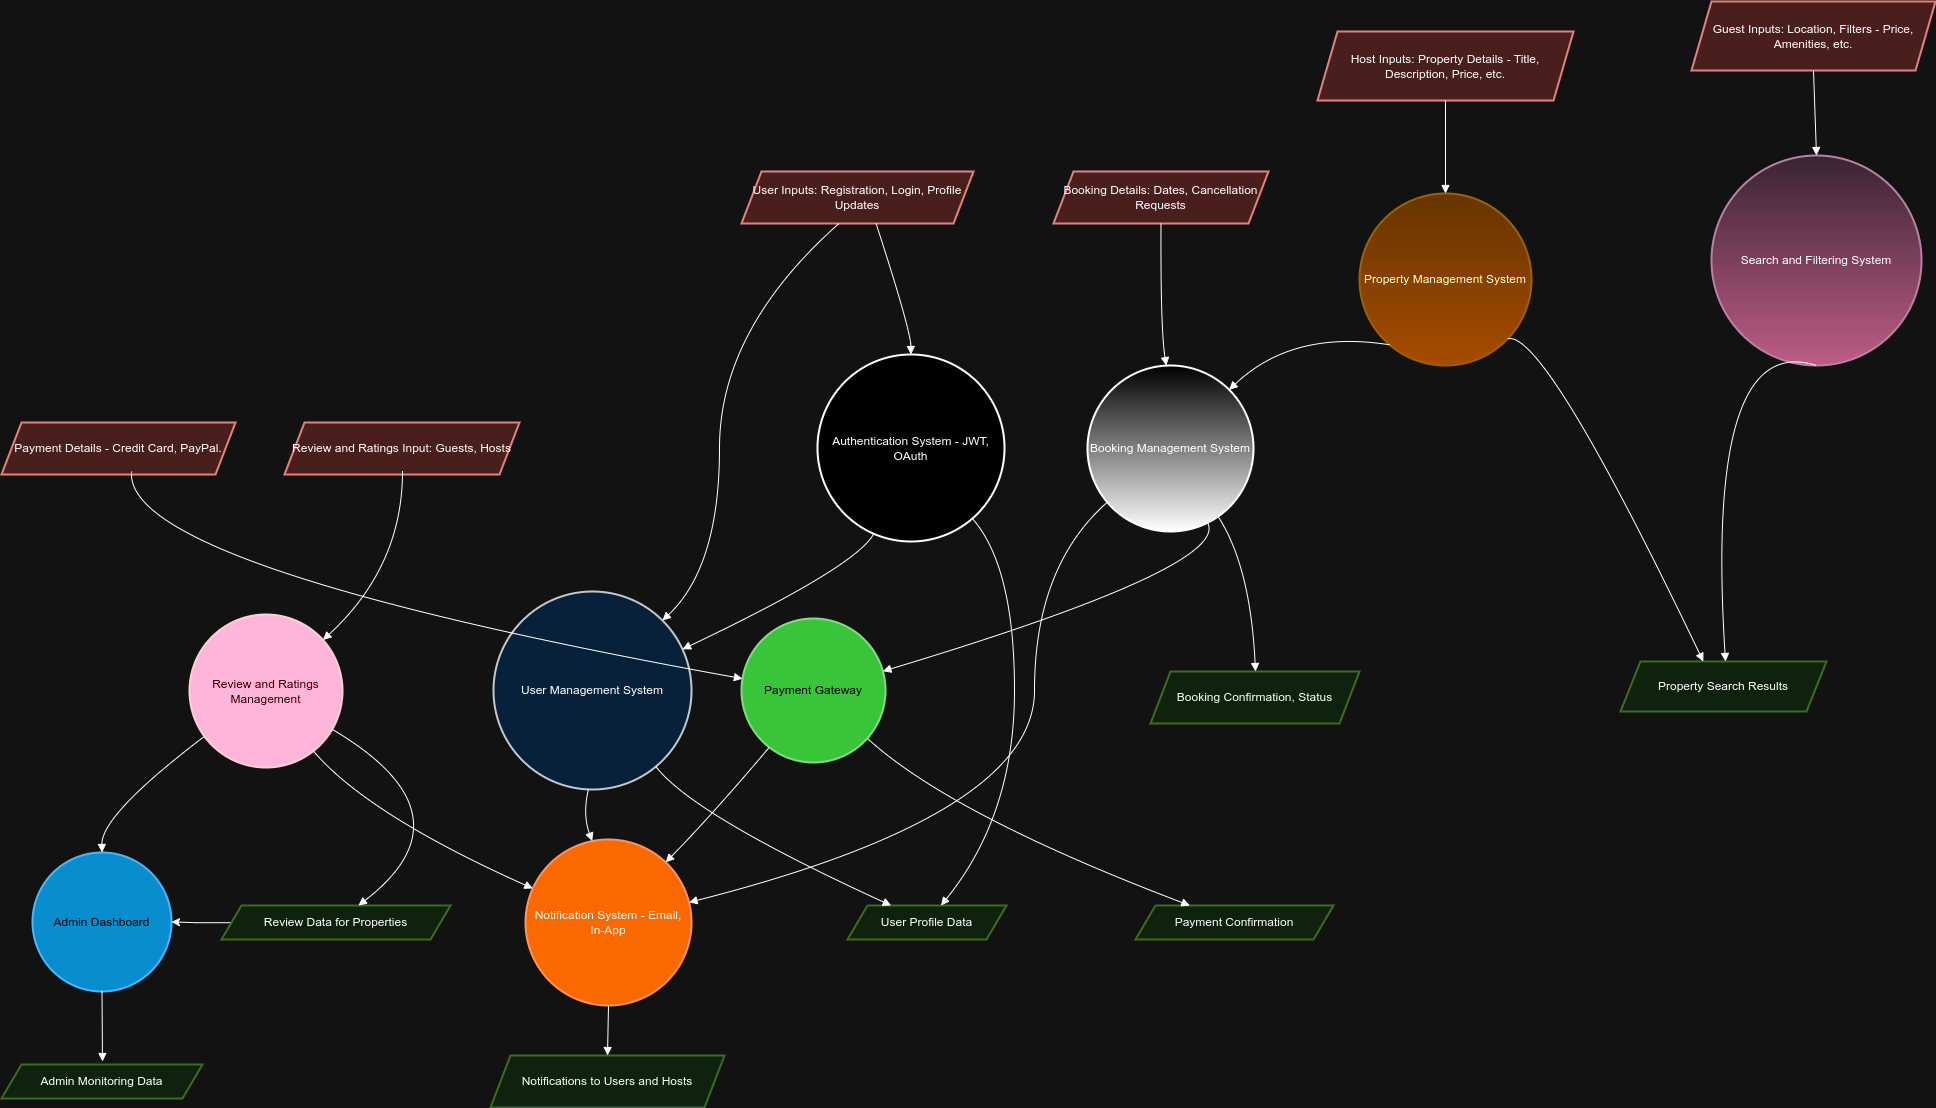 Guest Inputs: Location, Filters - Price,
Amenities, etc.
Host Inputs: Property Details - Title,
Description, Price, etc.
User Inputs: Registration, Login, Profile
Updates
Booking Details: Dates, Cancellation
Requests
Search and Filtering System
Property Management System
Payment Details - Credit Card, PayPal.
Review and Ratings Input: Guests, Hosts
Authentication System - JWT,
OAuth
Booking Management System
Review and Ratings
Management
User Management System
Payment Gateway
Booking Confirmation, Status
Property Search Results
Admin Dashboard
Review Data for Properties
Notification System - Email,
In-App
User Profile Data
Payment Confirmation
Admin Monitoring Data
Notifications to Users and Hosts